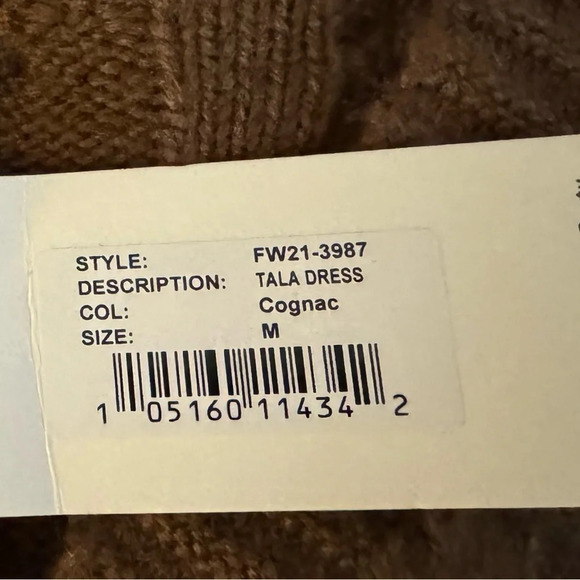 STYLE: FW21-3987
DESCRIPTION: TALA DRESS
COL: Cognac
SIZE: M
1 05160 11434 2